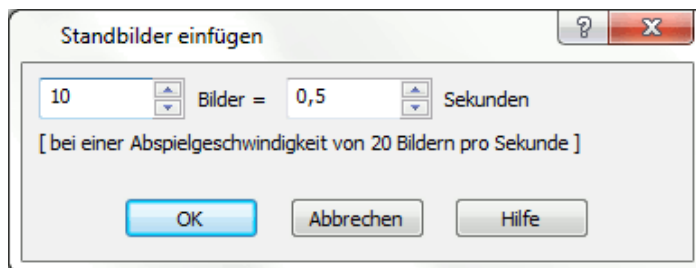 Standbilder einfügen
10 Bilder = 0,5 Sekunden
[ bei einer Abspielgeschwindigkeit von 20 Bildern pro Sekunde ]
OK Abbrechen Hilfe